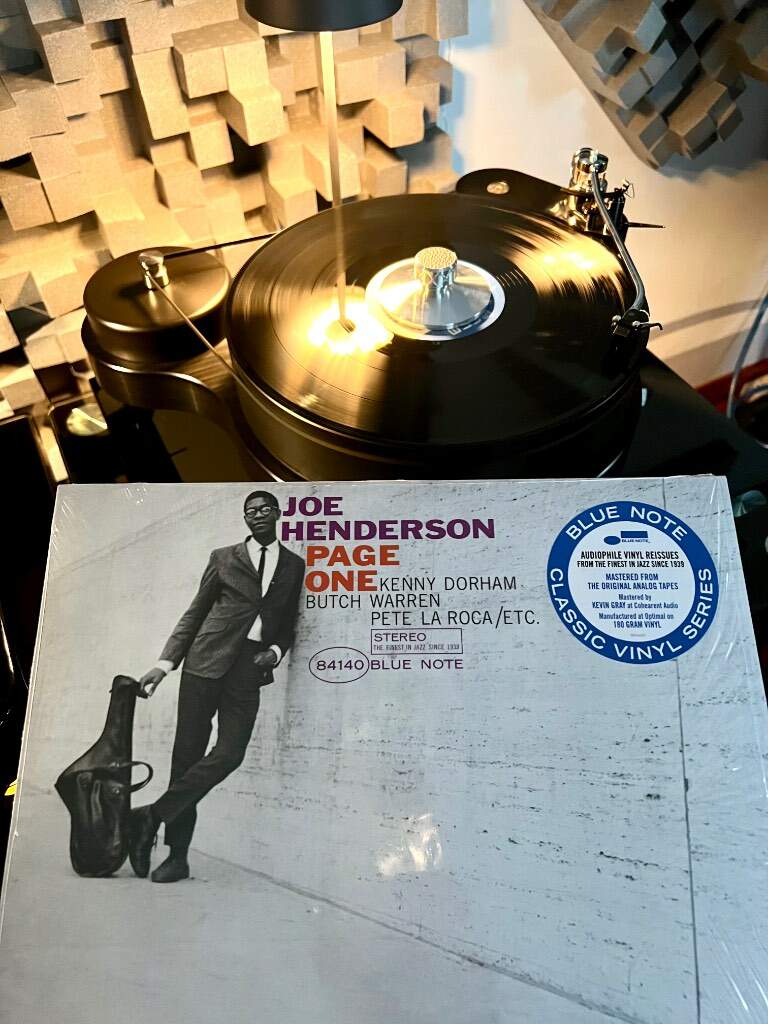 JOE
HENDERSON
PAGE
ONE KENNY DORHAM
BUTCH WARREN
PETE LA ROCA/ETC.
STEREO
THE FINEST IN JAZZ SINCE 1939
84140 BLUE NOTE
BLUE NOTE
BLUE NOTE
AUDIOPHILE VINYL REISSUES
FROM THE FINEST IN JAZZ SINCE 1939
MASTERED FROM
THE ORIGINAL ANALOG TAPES
Mastered by
KEVIN GRAY at Cohearent Audio
Manufactured at Optimal on
180 GRAM VINYL
CLASSIC VINYL SERIES